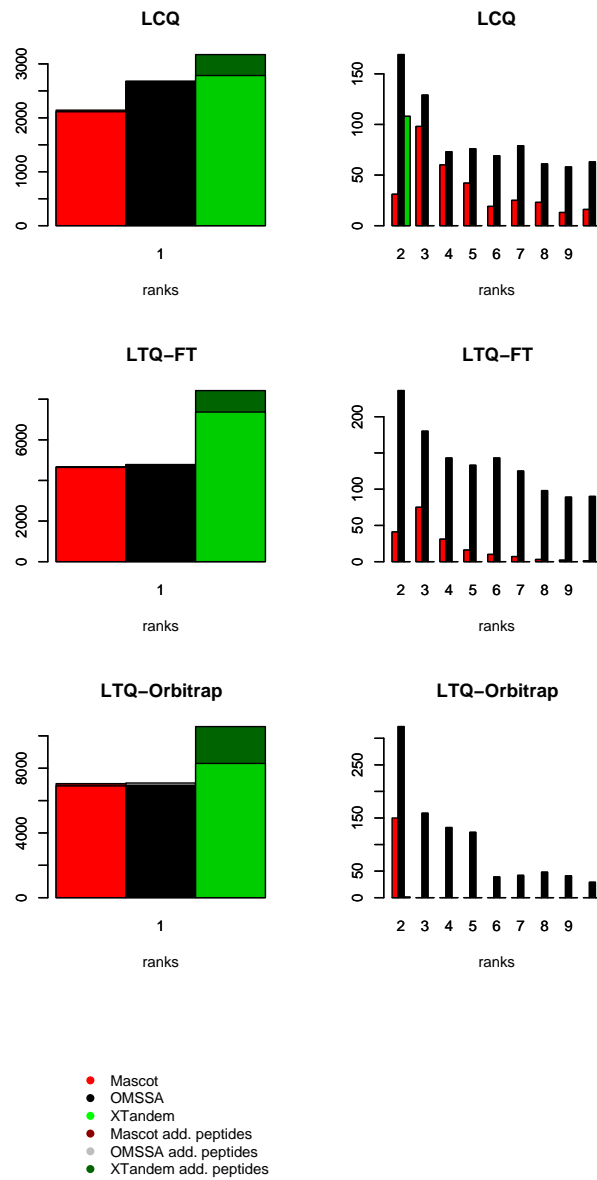 LCQ
0 1000 2000 3000
1
ranks
LCQ
0 50 100 150
2 3 4 5 6 7 8 9
ranks
LTQ−FT
0 2000 6000
1
ranks
LTQ−FT
0 50 100 200
2 3 4 5 6 7 8 9
ranks
LTQ−Orbitrap
0 4000 8000
1
ranks
LTQ−Orbitrap
0 50 150 250
2 3 4 5 6 7 8 9
ranks
Mascot
OMSSA
XTandem
Mascot add. peptides
OMSSA add. peptides
XTandem add. peptides